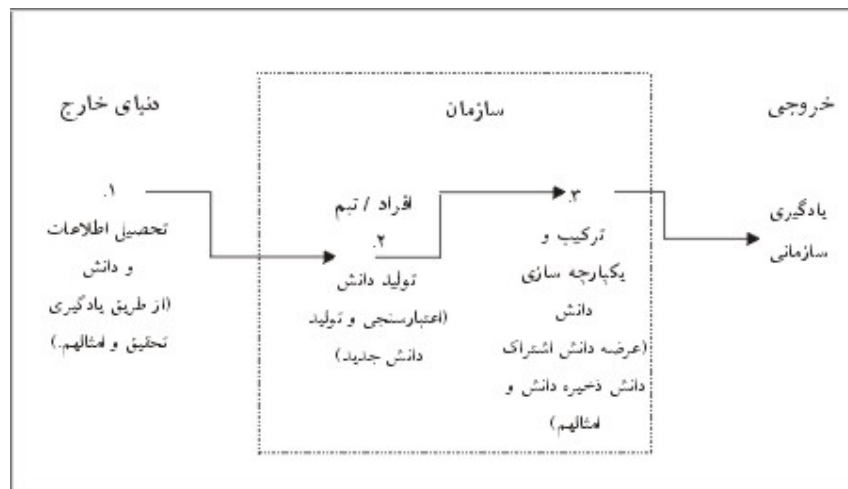 دنیای خارج
سازمان
خروجی
۱.
تحصیل اطلاعات
و دانش
(از طریق یادگیری
تحقیق و امثالهم.)
افراد / تیم
۲.
تولید دانش
(اعتبارسنجی و تولید
دانش جدید)
۳.
ترکیب و
یکپارچه سازی
دانش
(عرضه دانش اشتراک
دانش ذخیره دانش و
امثالهم)
یادگیری
سازمانی